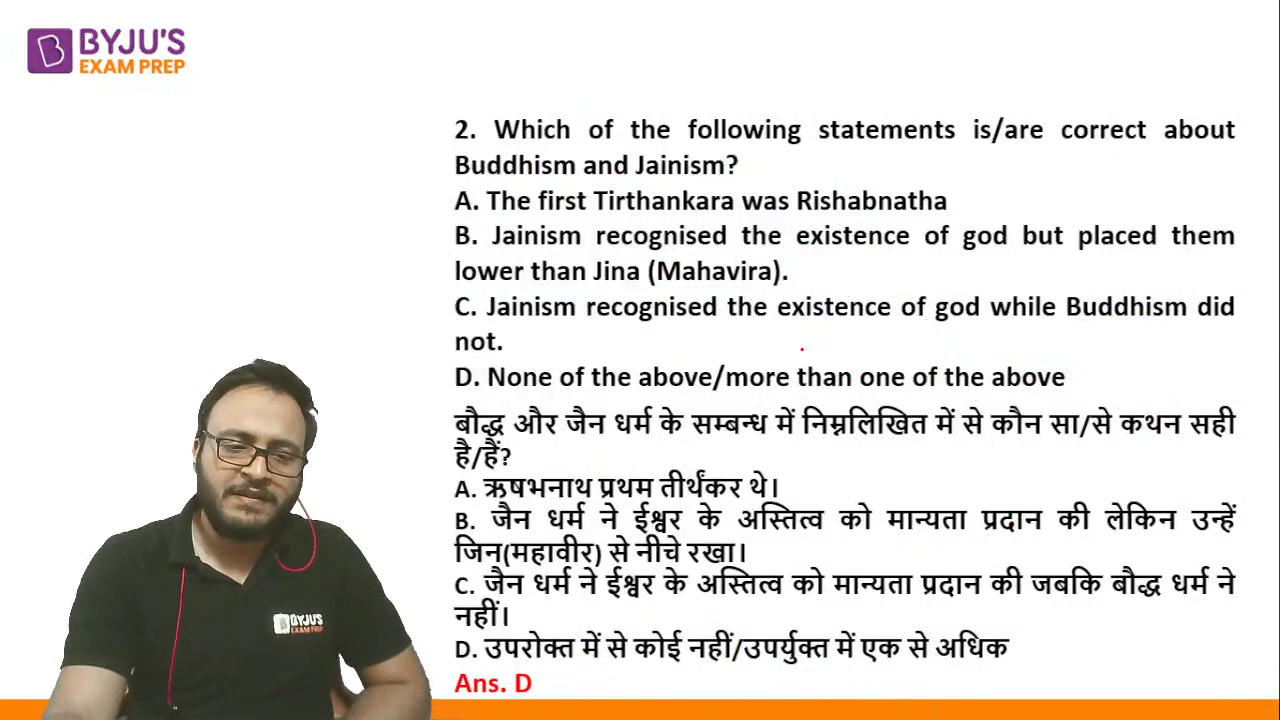 BYJU'S
EXAM PREP
2. Which of the following statements is/are correct about
Buddhism and Jainism?
A. The first Tirthankara was Rishabnatha
B. Jainism recognised the existence of god but placed them
lower than Jina (Mahavira).
C. Jainism recognised the existence of god while Buddhism did
not.
D. None of the above/more than one of the above
बौद्ध और जैन धर्म के सम्बन्ध में निम्नलिखित में से कौन सा/से कथन सही
है/हैं?
A. ऋषभनाथ प्रथम तीर्थंकर थे।
B. जैन धर्म ने ईश्वर के अस्तित्व को मान्यता प्रदान की लेकिन उन्हें
जिन(महावीर) से नीचे रखा।
C. जैन धर्म ने ईश्वर के अस्तित्व को मान्यता प्रदान की जबकि बौद्ध धर्म ने
नहीं।
D. उपरोक्त में से कोई नहीं/उपर्युक्त में एक से अधिक
Ans. D
BYJU'S
EXAM PREP